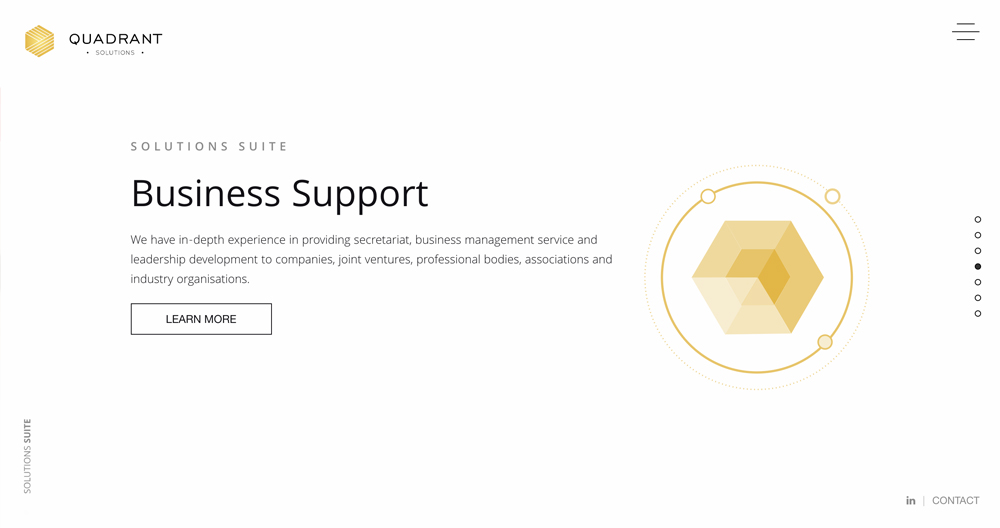 QUADRANT
• SOLUTIONS •
SOLUTIONS SUITE
Business Support
We have in-depth experience in providing secretariat, business management service and
leadership development to companies, joint ventures, professional bodies, associations and
industry organisations.
LEARN MORE
SOLUTIONS SUITE
in | CONTACT